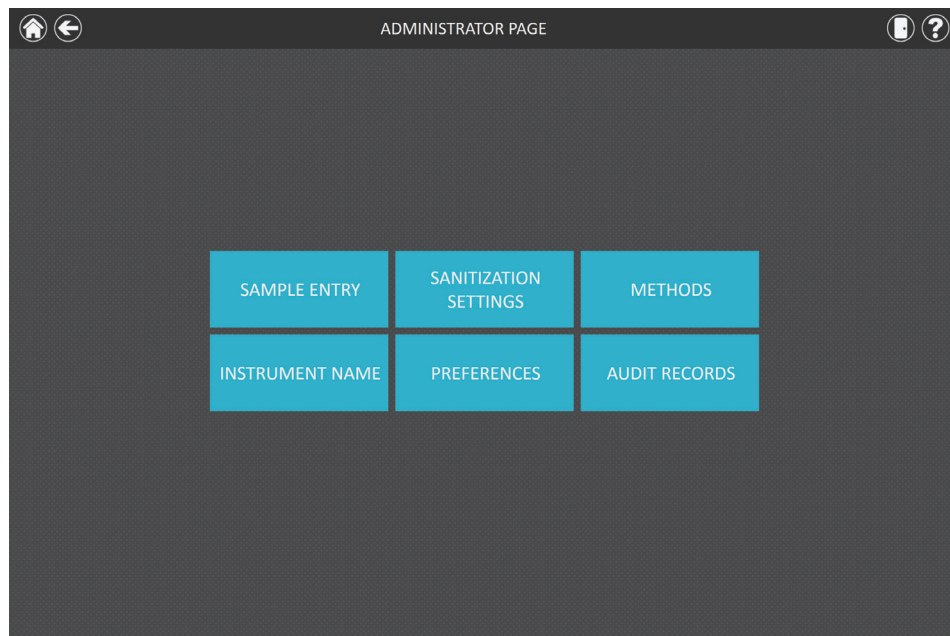 ADMINISTRATOR PAGE
?
SAMPLE ENTRY
SANITIZATION
SETTINGS
METHODS
INSTRUMENT NAME
PREFERENCES
AUDIT RECORDS